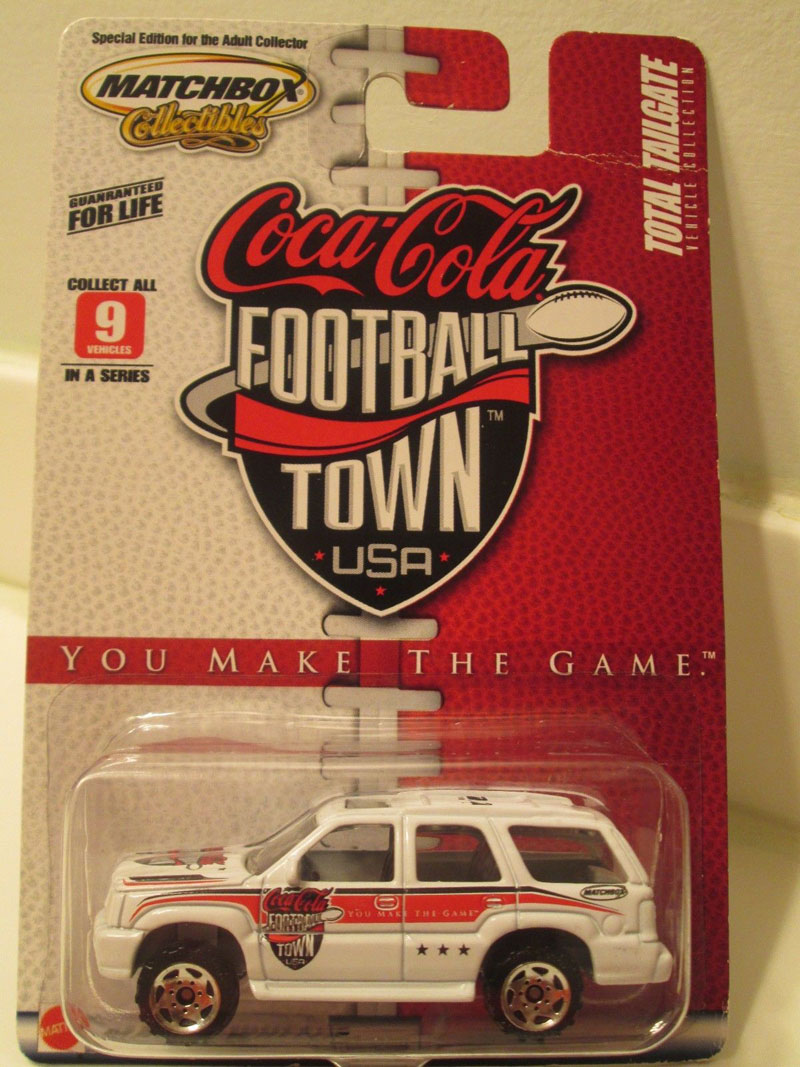 Special Edition for the Adult Collector
MATCHBOX
Collectibles
GUARANTEED
FOR LIFE
COLLECT ALL
9
VEHICLES
IN A SERIES
TOTAL TAILGATE
VEHICLE COLLECTION
Coca-Cola
FOOTBALL
TOWN™
USA
YOU MAKE THE GAME.™
Coca-Cola
FOOTBALL
TOWN
USA
YOU MAKE THE GAME™
MATCHBOX